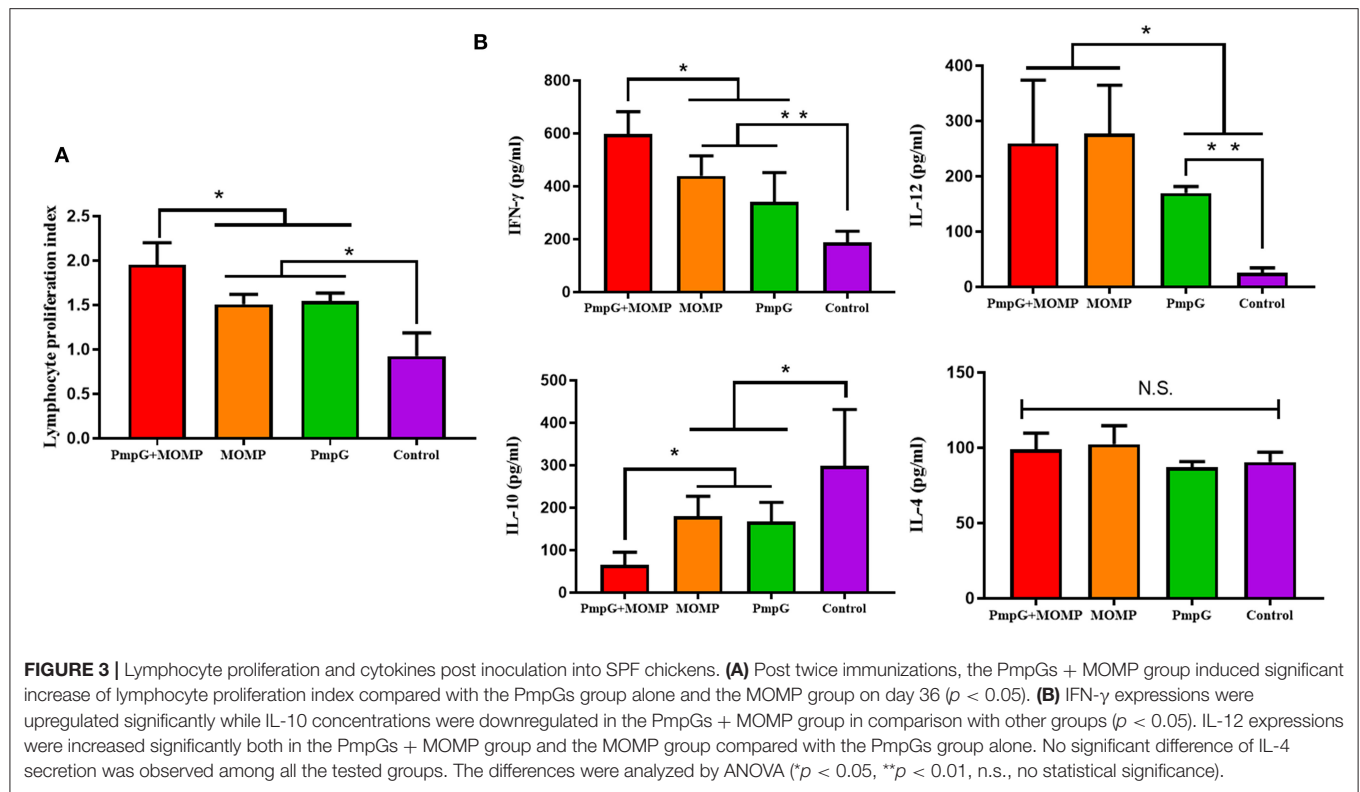 A
Lymphocyte proliferation index
2.5
2.0
1.5
1.0
0.5
0.0
*
*
PmpG+MOMP MOMP PmpG Control
B
IFN-γ (pg/ml)
800
600
400
200
0
*
* *
PmpG+MOMP MOMP PmpG Control
IL-12 (pg/ml)
400
300
200
100
0
*
* *
PmpG+MOMP MOMP PmpG Control
IL-10 (pg/ml)
500
400
300
200
100
0
*
*
PmpG+MOMP MOMP PmpG Control
IL-4 (pg/ml)
150
100
50
0
N.S.
PmpG+MOMP MOMP PmpG Control
FIGURE 3 | Lymphocyte proliferation and cytokines post inoculation into SPF chickens. (A) Post twice immunizations, the PmpGs + MOMP group induced significant
increase of lymphocyte proliferation index compared with the PmpGs group alone and the MOMP group on day 36 (p < 0.05). (B) IFN-γ expressions were
upregulated significantly while IL-10 concentrations were downregulated in the PmpGs + MOMP group in comparison with other groups (p < 0.05). IL-12 expressions
were increased significantly both in the PmpGs + MOMP group and the MOMP group compared with the PmpGs group alone. No significant difference of IL-4
secretion was observed among all the tested groups. The differences were analyzed by ANOVA (*p < 0.05, **p < 0.01, n.s., no statistical significance).